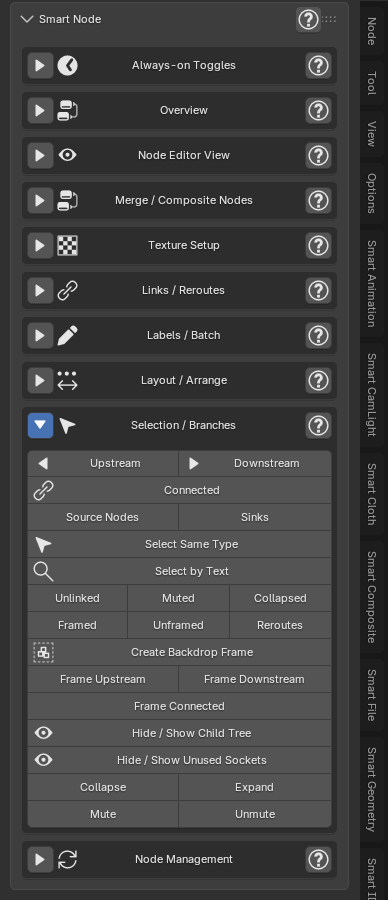 Smart Node
Always-on Toggles
Overview
Node Editor View
Merge / Composite Nodes
Texture Setup
Links / Reroutes
Labels / Batch
Layout / Arrange
Selection / Branches
Upstream Downstream
Connected
Source Nodes Sinks
Select Same Type
Select by Text
Unlinked Muted Collapsed
Framed Unframed Reroutes
Create Backdrop Frame
Frame Upstream Frame Downstream
Frame Connected
Hide / Show Child Tree
Hide / Show Unused Sockets
Collapse Expand
Mute Unmute
Node Management
Node
Tool
View
Options
Smart Animation
Smart CamLight
Smart Cloth
Smart Composite
Smart File
Smart Geometry
Smart